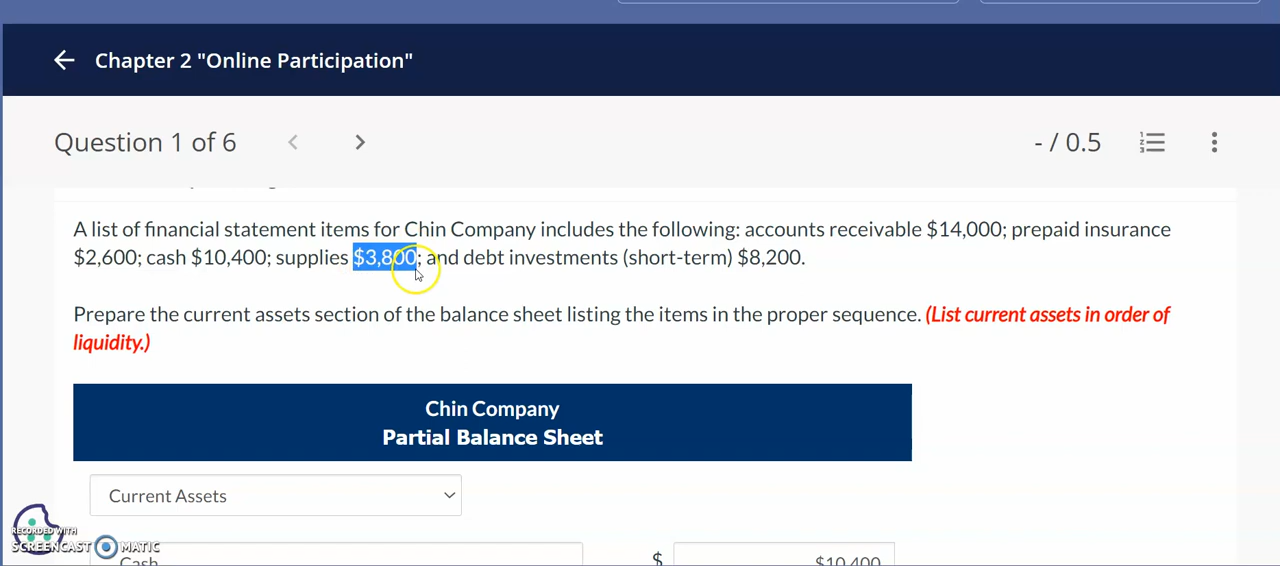 Chapter 2 "Online Participation"
Question 1 of 6
- / 0.5
A list of financial statement items for Chin Company includes the following: accounts receivable $14,000; prepaid insurance
$2,600; cash $10,400; supplies $3,800; and debt investments (short-term) $8,200.
Prepare the current assets section of the balance sheet listing the items in the proper sequence. (List current assets in order of
liquidity.)
Chin Company
Partial Balance Sheet
Current Assets
RECORDED WITH
SCREENCAST MATIC
Cash $ $10,400